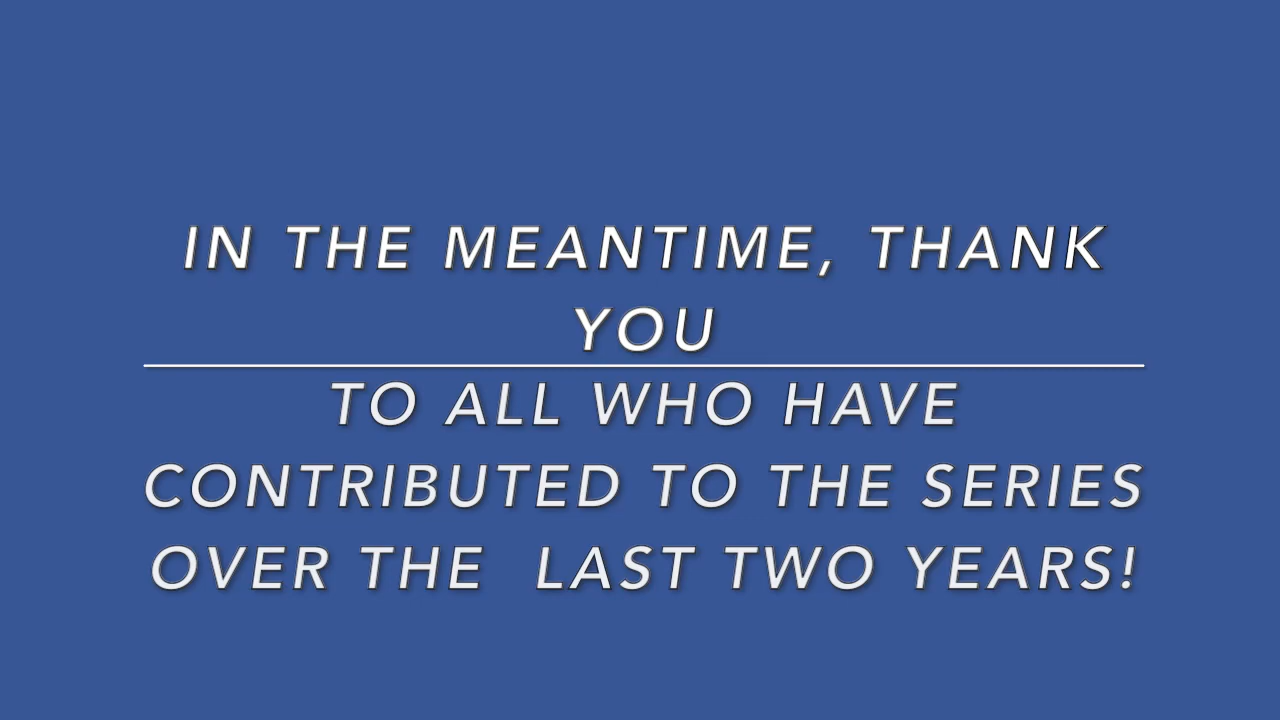 IN THE MEANTIME, THANK
YOU
TO ALL WHO HAVE
CONTRIBUTED TO THE SERIES
OVER THE  LAST TWO YEARS!